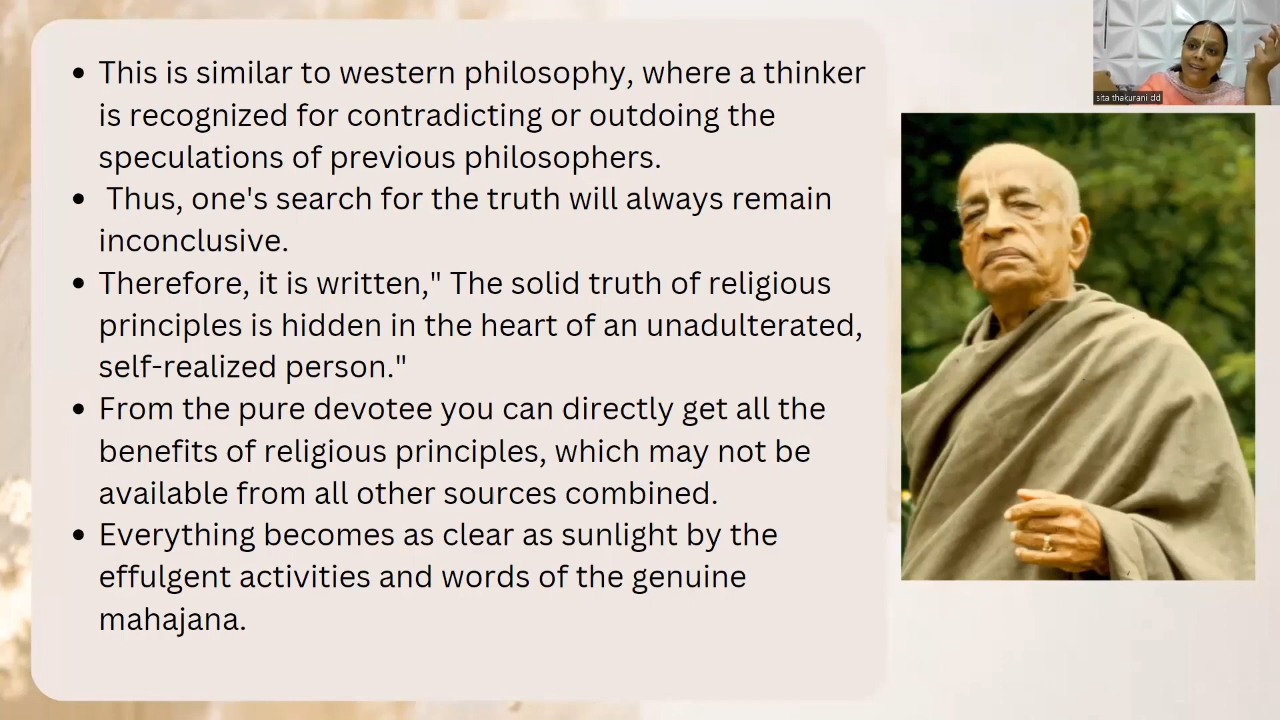 • This is similar to western philosophy, where a thinker
is recognized for contradicting or outdoing the
speculations of previous philosophers.
• Thus, one's search for the truth will always remain
inconclusive.
• Therefore, it is written," The solid truth of religious
principles is hidden in the heart of an unadulterated,
self-realized person."
• From the pure devotee you can directly get all the
benefits of religious principles, which may not be
available from all other sources combined.
• Everything becomes as clear as sunlight by the
effulgent activities and words of the genuine
mahajana.
sita thakurani dd